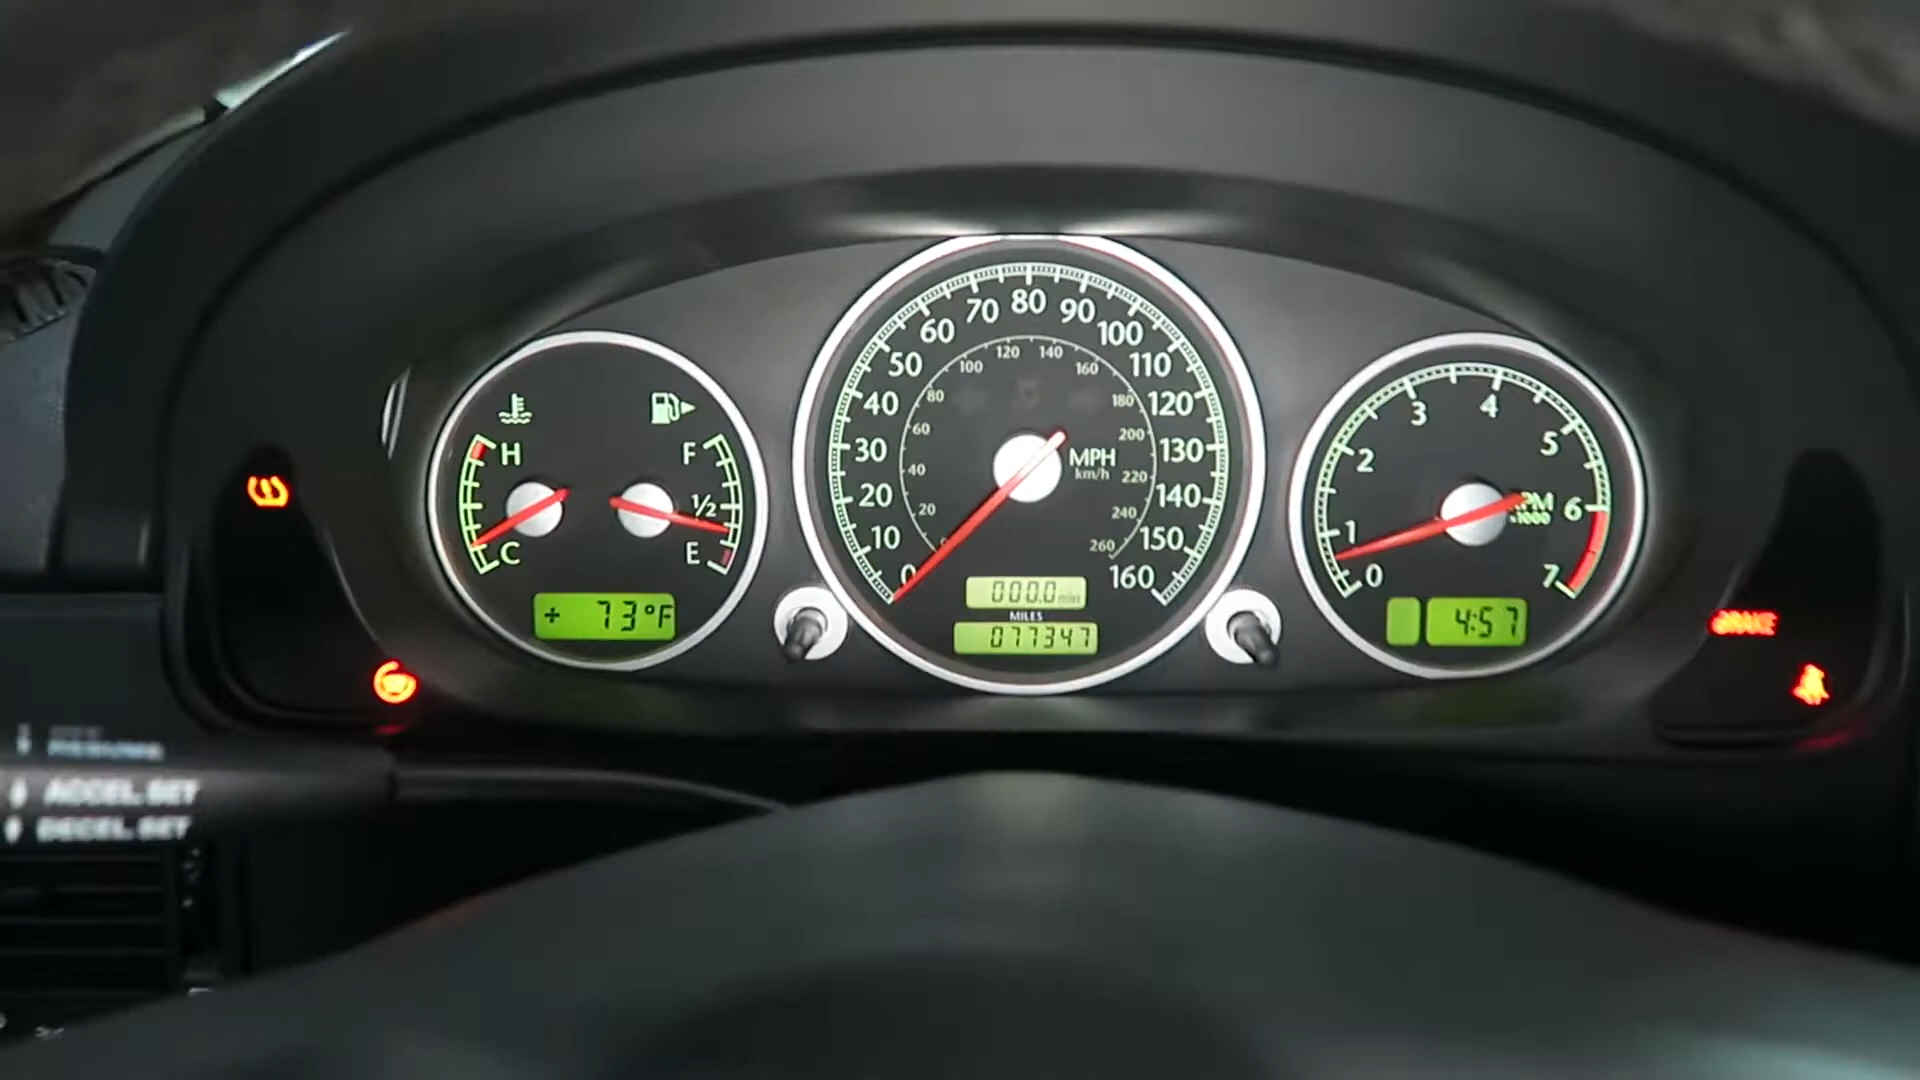 70 80 90
60 100
50 110
40 120
30 130
20 140
10 150
0 160
120 140
100 160
80 180
60 200
40 220
20 240
0 260
MPH
km/h
000.0
MILES
077347
H F
1/2
C E
+ 73°F
3 4
2 5
1 6
0 7
x1000
4:57
BRAKE
ACCEL.SET
DECEL.SET